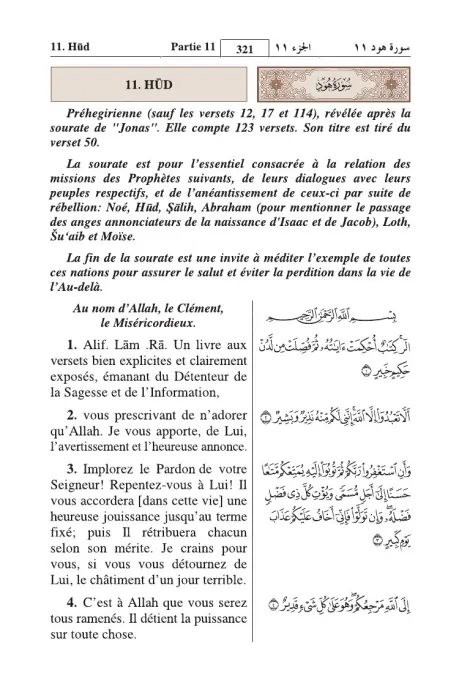 11. Hūd
Partie 11
321
الجزء ١١
سورة هود ١١
11. HŪD
سُورَةُ هُودٍ
Préhegirienne (sauf les versets 12, 17 et 114), révélée après la
sourate de "Jonas". Elle compte 123 versets. Son titre est tiré du
verset 50.
La sourate est pour l'essentiel consacrée à la relation des
missions des Prophètes suivants, de leurs dialogues avec leurs
peuples respectifs, et de l'anéantissement de ceux-ci par suite de
rébellion: Noé, Hūd, Ṣāliḥ, Abraham (pour mentionner le passage
des anges annonciateurs de la naissance d'Isaac et de Jacob), Loth,
Šu‘aib et Moïse.
La fin de la sourate est une invite à méditer l'exemple de toutes
ces nations pour assurer le salut et éviter la perdition dans la vie de
l'Au-delà.
Au nom d'Allah, le Clément,
le Miséricordieux.
1. Alif. Lām .Rā. Un livre aux
versets bien explicites et clairement
exposés, émanant du Détenteur de
la Sagesse et de l'Information,
2. vous prescrivant de n'adorer
qu'Allah. Je vous apporte, de Lui,
l'avertissement et l'heureuse annonce.
3. Implorez le Pardon de votre
Seigneur! Repentez-vous à Lui! Il
vous accordera [dans cette vie] une
heureuse jouissance jusqu'au terme
fixé; puis Il rétribuera chacun
selon son mérite. Je crains pour
vous, si vous vous détournez de
Lui, le châtiment d'un jour terrible.
4. C'est à Allah que vous serez
tous ramenés. Il détient la puissance
sur toute chose.
بِسْمِ اللَّهِ الرَّحْمَٰنِ الرَّحِيمِ
الٓر ۚ كِتَٰبٌ أُحْكِمَتْ ءَايَٰتُهُۥ ثُمَّ فُصِّلَتْ مِن لَّدُنْ
حَكِيمٍ خَبِيرٍ ١
أَلَّا تَعْبُدُوٓا۟ إِلَّا ٱللَّهَ ۚ إِنَّنِى لَكُم مِّنْهُ نَذِيرٌ وَبَشِيرٌ ٢
وَأَنِ ٱسْتَغْفِرُوا۟ رَبَّكُمْ ثُمَّ تُوبُوٓا۟ إِلَيْهِ يُمَتِّعْكُم مَّتَٰعًا
حَسَنًا إِلَىٰٓ أَجَلٍ مُّسَمًّى وَيُؤْتِ كُلَّ ذِى فَضْلٍ
فَضْلَهُۥ ۖ وَإِن تَوَلَّوْا۟ فَإِنِّىٓ أَخَافُ عَلَيْكُمْ عَذَابَ
يَوْمٍ كَبِيرٍ ٣
إِلَى ٱللَّهِ مَرْجِعُكُمْ ۖ وَهُوَ عَلَىٰ كُلِّ شَىْءٍ قَدِيرٌ ٤